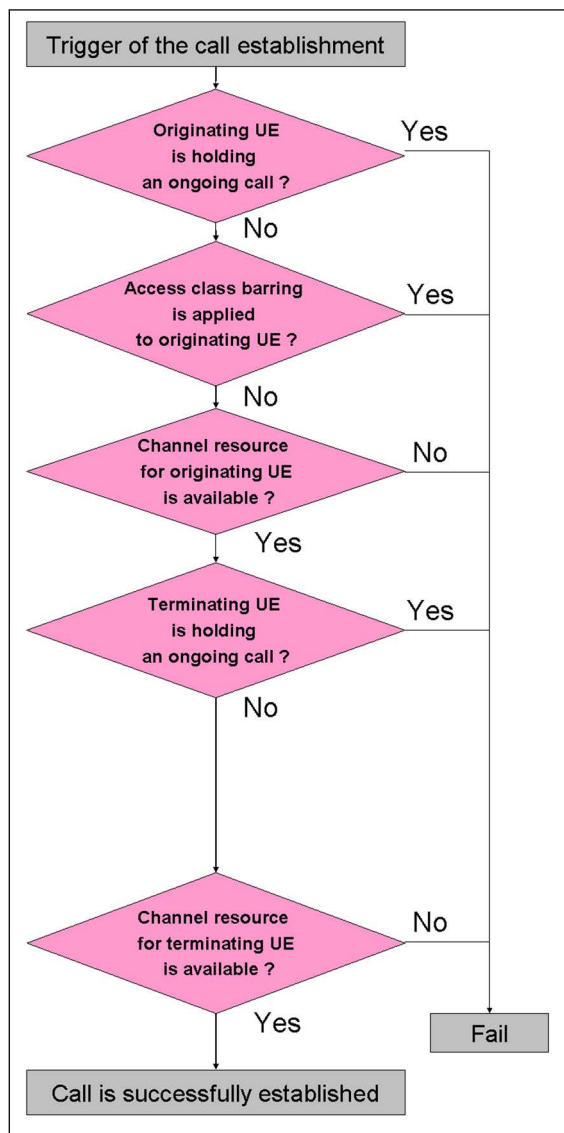 Trigger of the call establishment
Originating UE
is holding
an ongoing call ?
Yes
No
Access class barring
is applied
to originating UE ?
Yes
No
Channel resource
for originating UE
is available ?
No
Yes
Terminating UE
is holding
an ongoing call ?
Yes
No
Channel resource
for terminating UE
is available ?
No
Yes
Fail
Call is successfully established